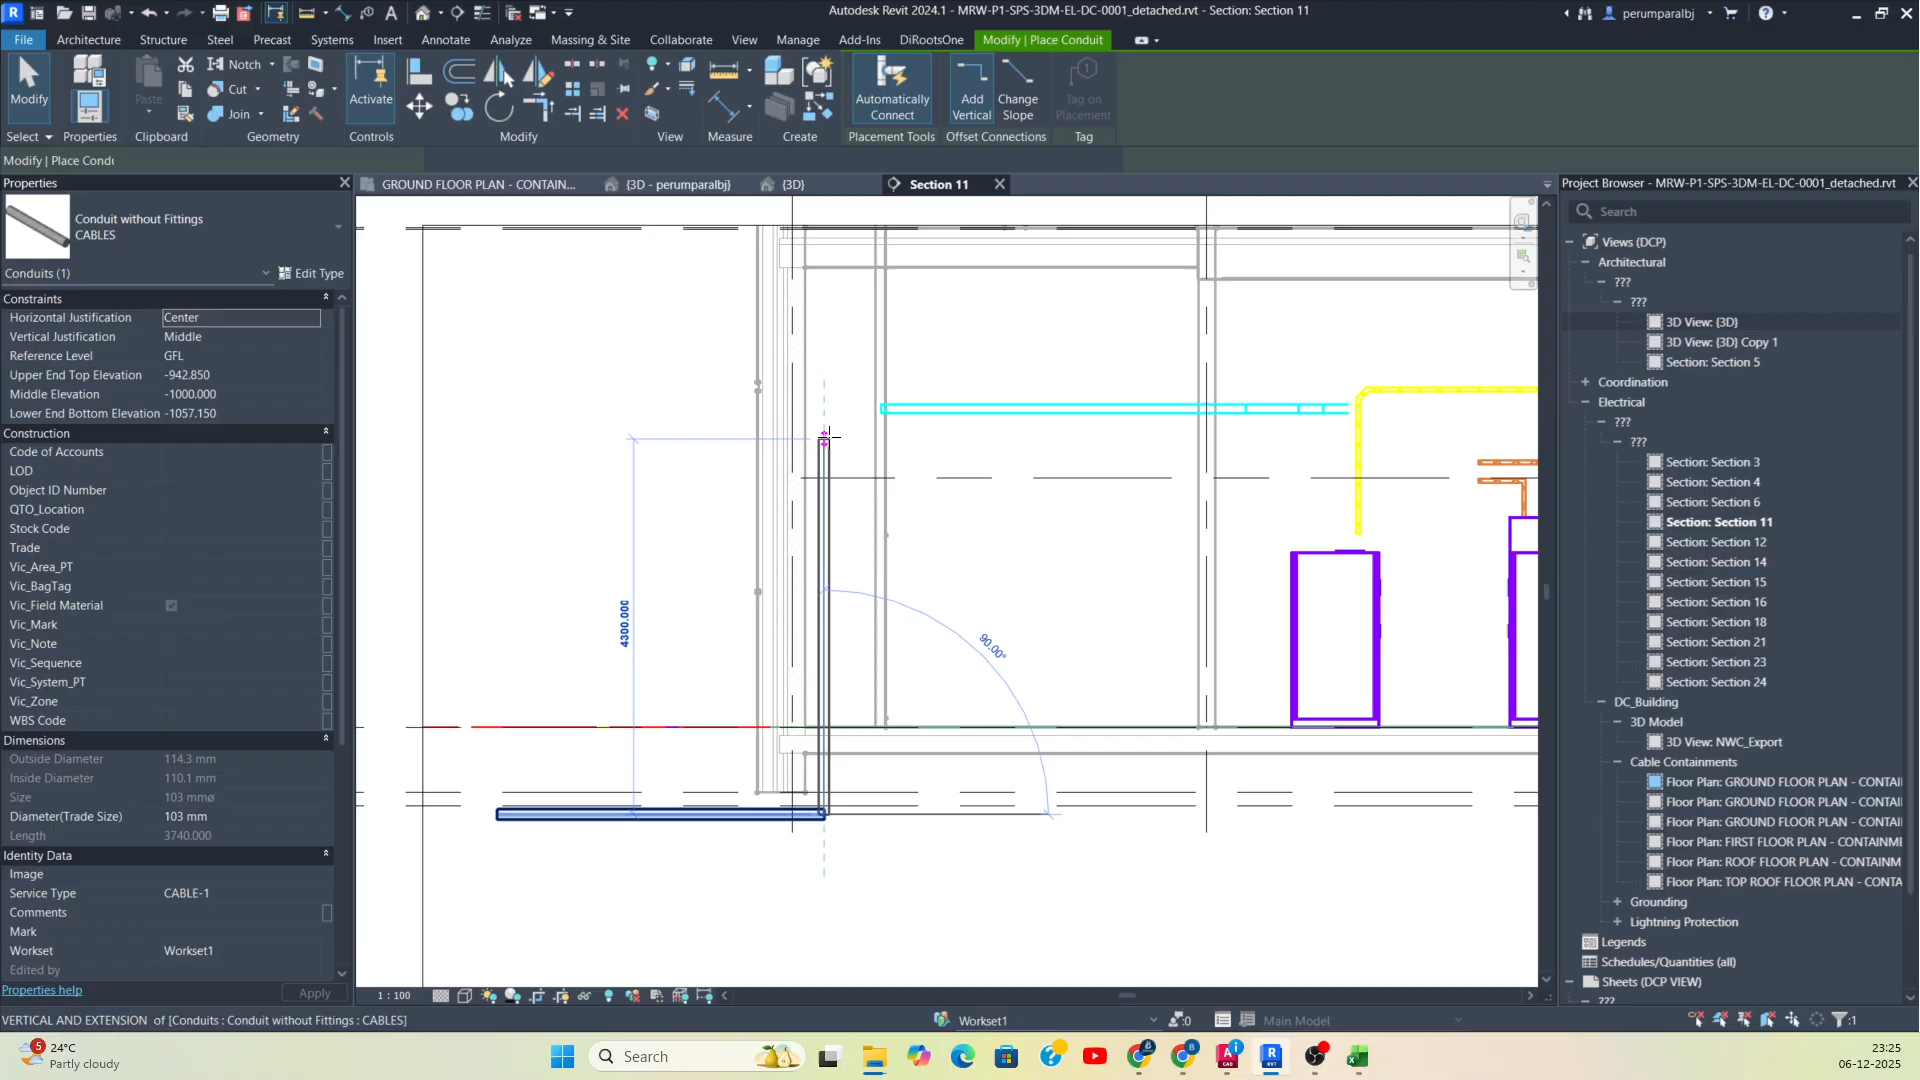 Autodesk Revit 2024.1 - MRW-P1-SPS-3DM-EL-DC-0001_detached.rvt - Section: Section 11
perumparalbj
File
Architecture
Structure
Steel
Precast
Systems
Insert
Annotate
Analyze
Massing & Site
Collaborate
View
Manage
Add-Ins
DiRootsOne
Modify | Place Conduit
Modify
Paste
Notch
Cut
Join
Activate
Automatically Connect
Add Vertical
Change Slope
Tag on Placement
Select
Properties
Clipboard
Geometry
Controls
Modify
View
Measure
Create
Placement Tools
Offset Connections
Tag
Modify | Place Condu
Properties
GROUND FLOOR PLAN - CONTAIN...
{3D - perumparalbj}
{3D}
Section 11
Project Browser - MRW-P1-SPS-3DM-EL-DC-0001_detached.rvt
Conduit without Fittings
CABLES
Conduits (1)
Edit Type
Constraints
Horizontal Justification Center
Vertical Justification Middle
Reference Level GFL
Upper End Top Elevation -942.850
Middle Elevation -1000.000
Lower End Bottom Elevation -1057.150
Construction
Code of Accounts
LOD
Object ID Number
QTO_Location
Stock Code
Trade
Vic_Area_PT
Vic_BagTag
Vic_Field Material
Vic_Mark
Vic_Note
Vic_Sequence
Vic_System_PT
Vic_Zone
WBS Code
Dimensions
Outside Diameter 114.3 mm
Inside Diameter 110.1 mm
Size 103 mmø
Diameter(Trade Size) 103 mm
Length 3740.000
Identity Data
Image
Service Type CABLE-1
Comments
Mark
Workset Workset1
Edited by
Properties help
Apply
4300.000
90.00°
1 : 100
Search
Views (DCP)
Architectural
???
???
3D View: {3D}
3D View: {3D} Copy 1
Section: Section 5
Coordination
Electrical
???
???
Section: Section 3
Section: Section 4
Section: Section 6
Section: Section 11
Section: Section 12
Section: Section 14
Section: Section 15
Section: Section 16
Section: Section 18
Section: Section 21
Section: Section 23
Section: Section 24
DC_Building
3D Model
3D View: NWC_Export
Cable Containments
Floor Plan: GROUND FLOOR PLAN - CONTAI
Floor Plan: GROUND FLOOR PLAN - CONTAI
Floor Plan: GROUND FLOOR PLAN - CONTAI
Floor Plan: FIRST FLOOR PLAN - CONTAINME
Floor Plan: ROOF FLOOR PLAN - CONTAINM
Floor Plan: TOP ROOF FLOOR PLAN - CONTA
Grounding
Lightning Protection
Legends
Schedules/Quantities (all)
Sheets (DCP VIEW)
???
VERTICAL AND EXTENSION of [Conduits : Conduit without Fittings : CABLES]
Workset1
:0
Main Model
:1
5
24°C
Partly cloudy
Search
23:25
06-12-2025